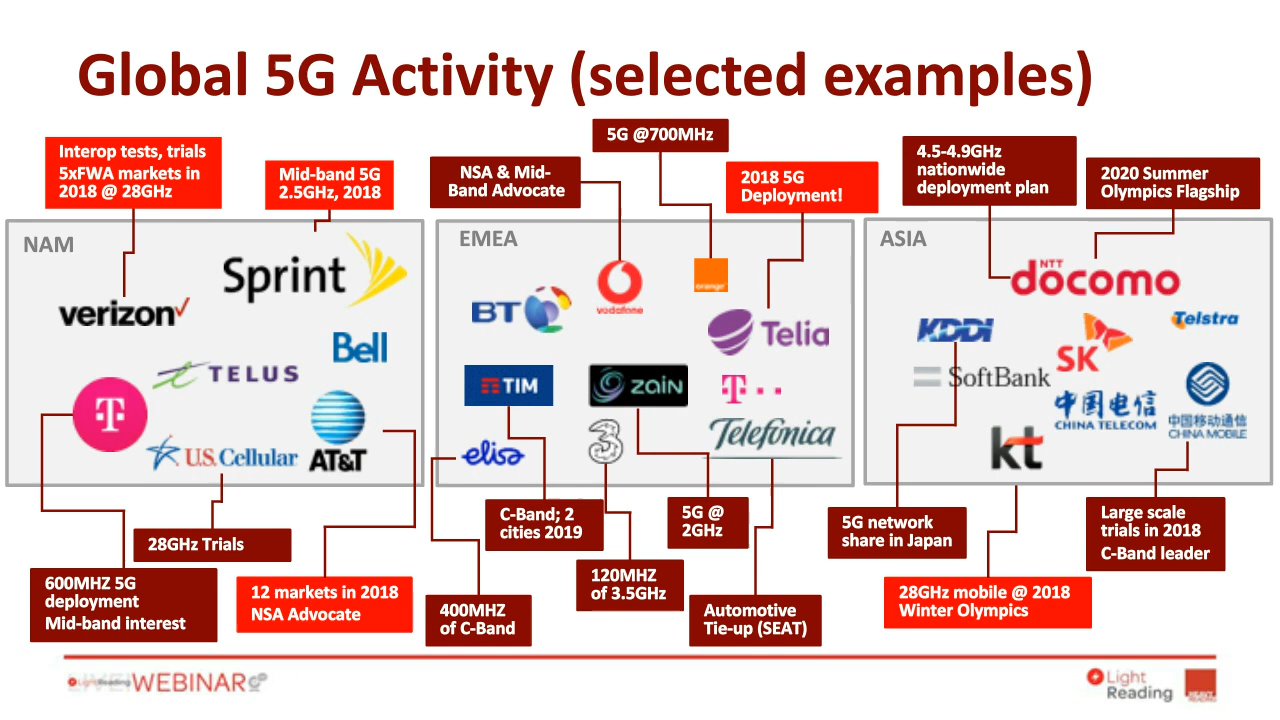 Global 5G Activity (selected examples)
Interop tests, trials
5xFWA markets in
2018 @ 28GHz
Mid-band 5G
2.5GHz, 2018
NSA & Mid-
Band Advocate
5G @700MHz
2018 5G
Deployment!
4.5-4.9GHz
nationwide
deployment plan
2020 Summer
Olympics Flagship
NAM
Sprint
verizon
Bell
TELUS
T
U.S. Cellular
AT&T
EMEA
BT
vodafone
orange
Telia
TIM
zain
T
elisa
3
Telefónica
ASIA
NTT
docomo
KDDI
SK
Telstra
SoftBank
中国电信
CHINA TELECOM
中国移动通信
CHINA MOBILE
kt
28GHz Trials
600MHZ 5G
deployment
Mid-band interest
12 markets in 2018
NSA Advocate
C-Band; 2
cities 2019
400MHZ
of C-Band
120MHZ
of 3.5GHz
5G @
2GHz
Automotive
Tie-up (SEAT)
5G network
share in Japan
28GHz mobile @ 2018
Winter Olympics
Large scale
trials in 2018
C-Band leader
WEBINAR
Light
Reading